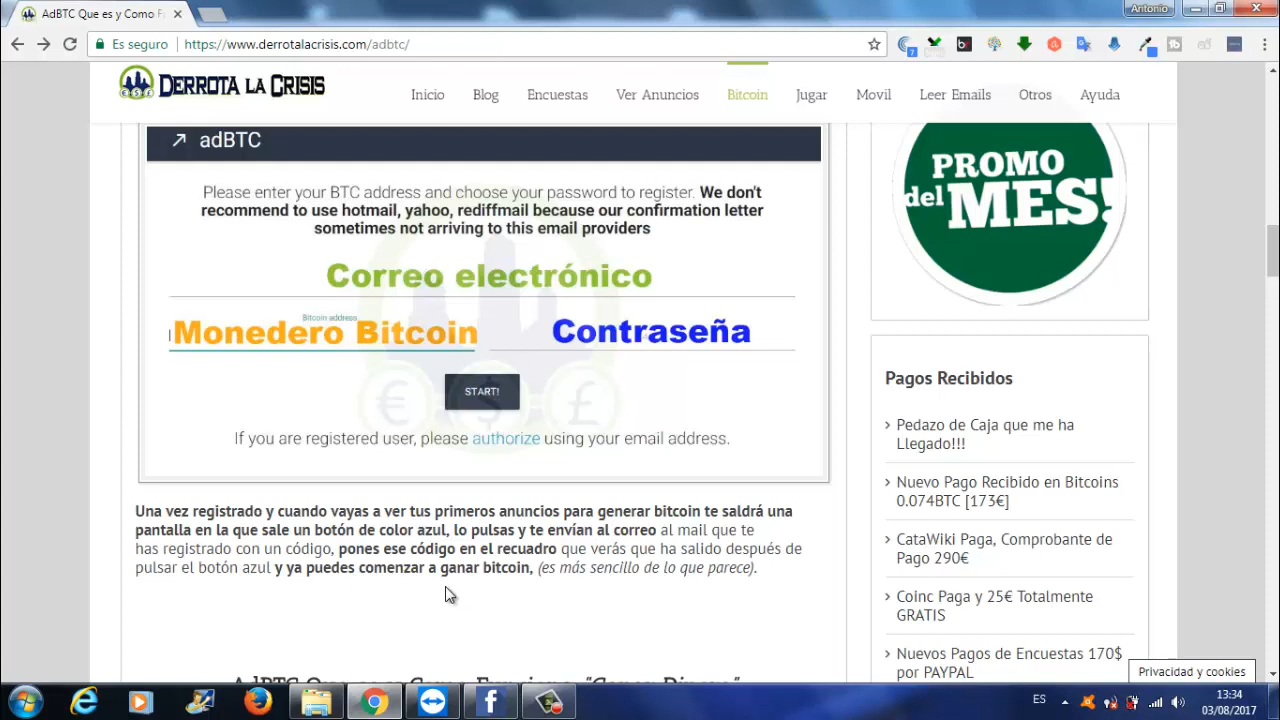 AdBTC Que es y Como F
Antonio
Es seguro
https://www.derrotalacrisis.com/adbtc/
7
DERROTA LA CRISIS
Inicio
Blog
Encuestas
Ver Anuncios
Bitcoin
Jugar
Movil
Leer Emails
Otros
Ayuda
adBTC
Please enter your BTC address and choose your password to register. We don't
recommend to use hotmail, yahoo, rediffmail because our confirmation letter
sometimes not arriving to this email providers
Correo electrónico
Bitcoin address
Monedero Bitcoin
Contraseña
START!
If you are registered user, please authorize using your email address.
Una vez registrado y cuando vayas a ver tus primeros anuncios para generar bitcoin te saldrá una
pantalla en la que sale un botón de color azul, lo pulsas y te envían al correo al mail que te
has registrado con un código, pones ese código en el recuadro que verás que ha salido después de
pulsar el botón azul y ya puedes comenzar a ganar bitcoin, (es más sencillo de lo que parece).
PROMO
del MES!
Pagos Recibidos
Pedazo de Caja que me ha
Llegado!!!
Nuevo Pago Recibido en Bitcoins
0.074BTC [173€]
CataWiki Paga, Comprobante de
Pago 290€
Coinc Paga y 25€ Totalmente
GRATIS
Nuevos Pagos de Encuestas 170$
por PAYPAL
Privacidad y cookies
ES
13:34
03/08/2017